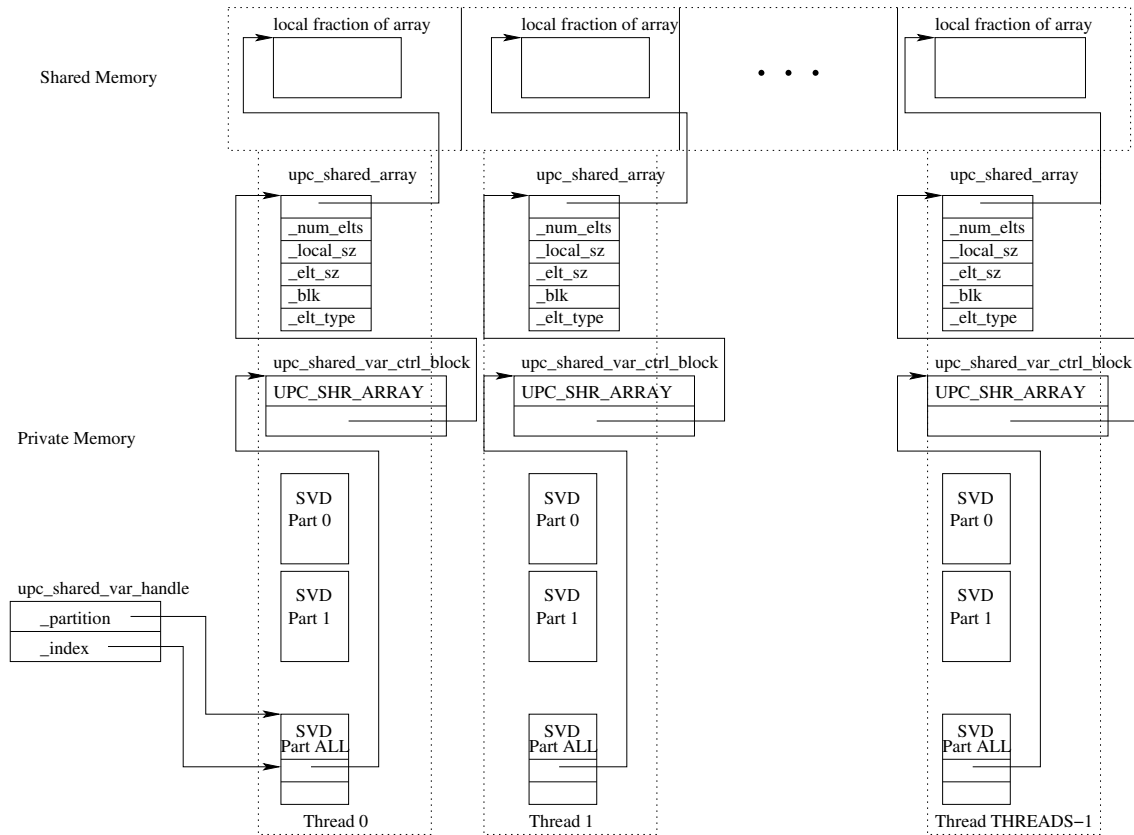 local fraction of array
local fraction of array
local fraction of array
Shared Memory
• • •
upc_shared_array
upc_shared_array
upc_shared_array
_num_elts
_num_elts
_num_elts
_local_sz
_local_sz
_local_sz
_elt_sz
_elt_sz
_elt_sz
_blk
_blk
_blk
_elt_type
_elt_type
_elt_type
upc_shared_var_ctrl_block
upc_shared_var_ctrl_block
upc_shared_var_ctrl_block
UPC_SHR_ARRAY
UPC_SHR_ARRAY
UPC_SHR_ARRAY
Private Memory
SVD
Part 0
SVD
Part 0
SVD
Part 0
upc_shared_var_handle
_partition
_index
SVD
Part 1
SVD
Part 1
SVD
Part 1
SVD
Part ALL
SVD
Part ALL
SVD
Part ALL
Thread 0
Thread 1
Thread THREADS−1